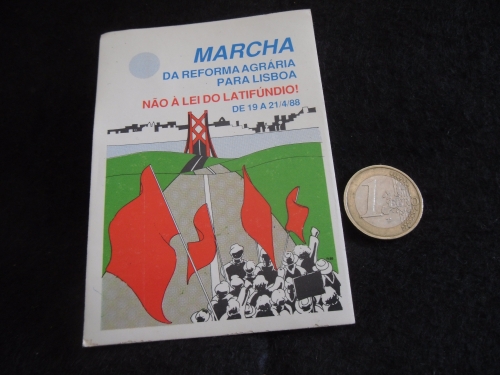 MARCHA
DA REFORMA AGRÁRIA
PARA LISBOA
NÃO À LEI DO LATIFÚNDIO!
DE 19 A 21/4/88
1